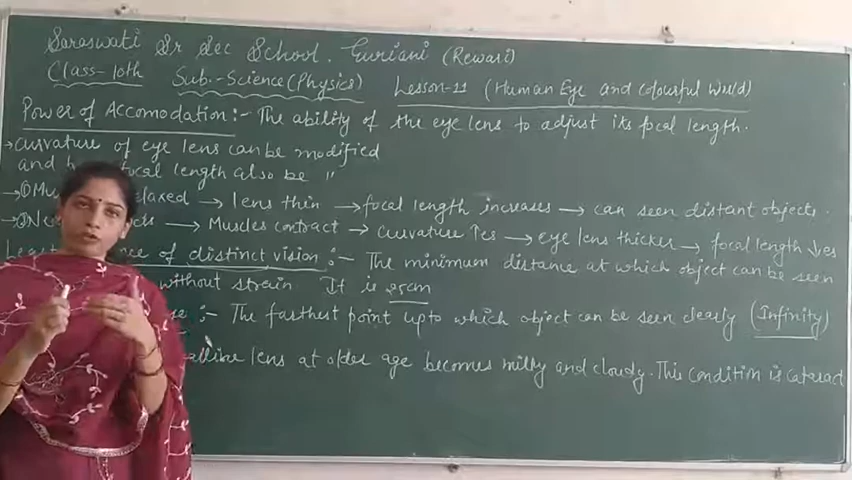 Saraswati Sr Sec School. Guriani (Rewari)
Class-10th Sub.-Science(Physics) Lesson-11 (Human Eye and colourful World)
Power of Accomodation:- The ability of the eye lens to adjust its focal length.
→ curvature of eye lens can be modified
and focal length also be "
→ ① relaxed → lens thin → focal length increases → can seen distant objects.
→ ② → Muscles contract → curvature ↑es → eye lens thicker → focal length ↓es
of distinct vision :- The minimum distance at which object can be seen
without strain It is 25cm
:- The farthest point upto which object can be seen clearly (Infinity)
lens at older age becomes milky and cloudy. This condition is cataract